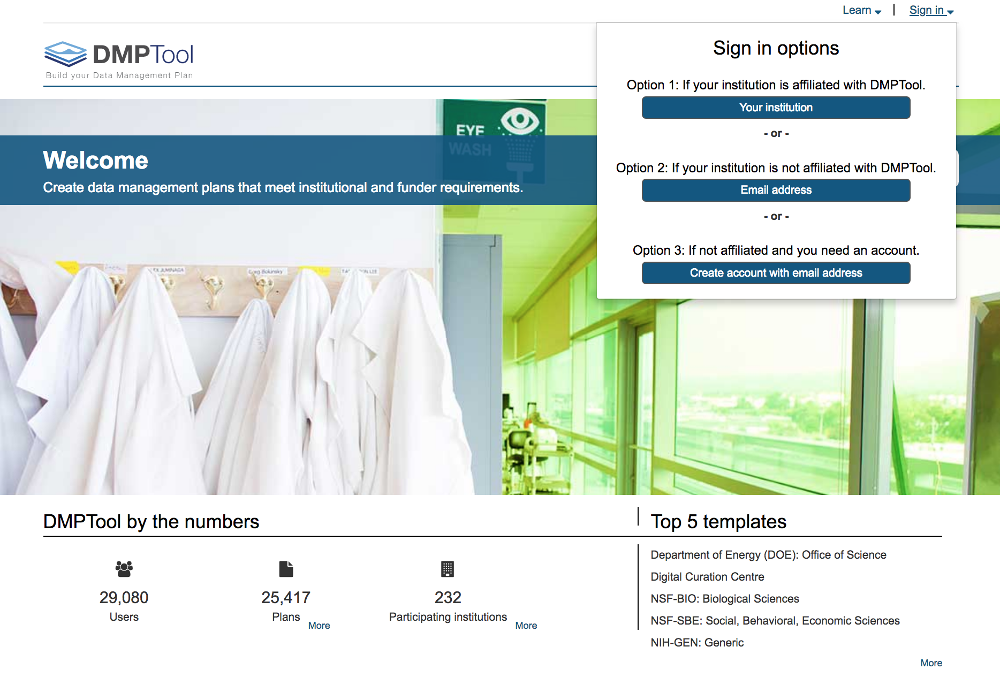 Learn
Sign in
DMPTool
Build your Data Management Plan
Sign in options
Option 1: If your institution is affiliated with DMPTool.
Your institution
- or -
Option 2: If your institution is not affiliated with DMPTool.
Email address
- or -
Option 3: If not affiliated and you need an account.
Create account with email address
EYE
WASH
Welcome
Create data management plans that meet institutional and funder requirements.
Greg Bokinsky
DMPTool by the numbers
29,080
Users
25,417
Plans
More
232
Participating institutions
More
Top 5 templates
Department of Energy (DOE): Office of Science
Digital Curation Centre
NSF-BIO: Biological Sciences
NSF-SBE: Social, Behavioral, Economic Sciences
NIH-GEN: Generic
More